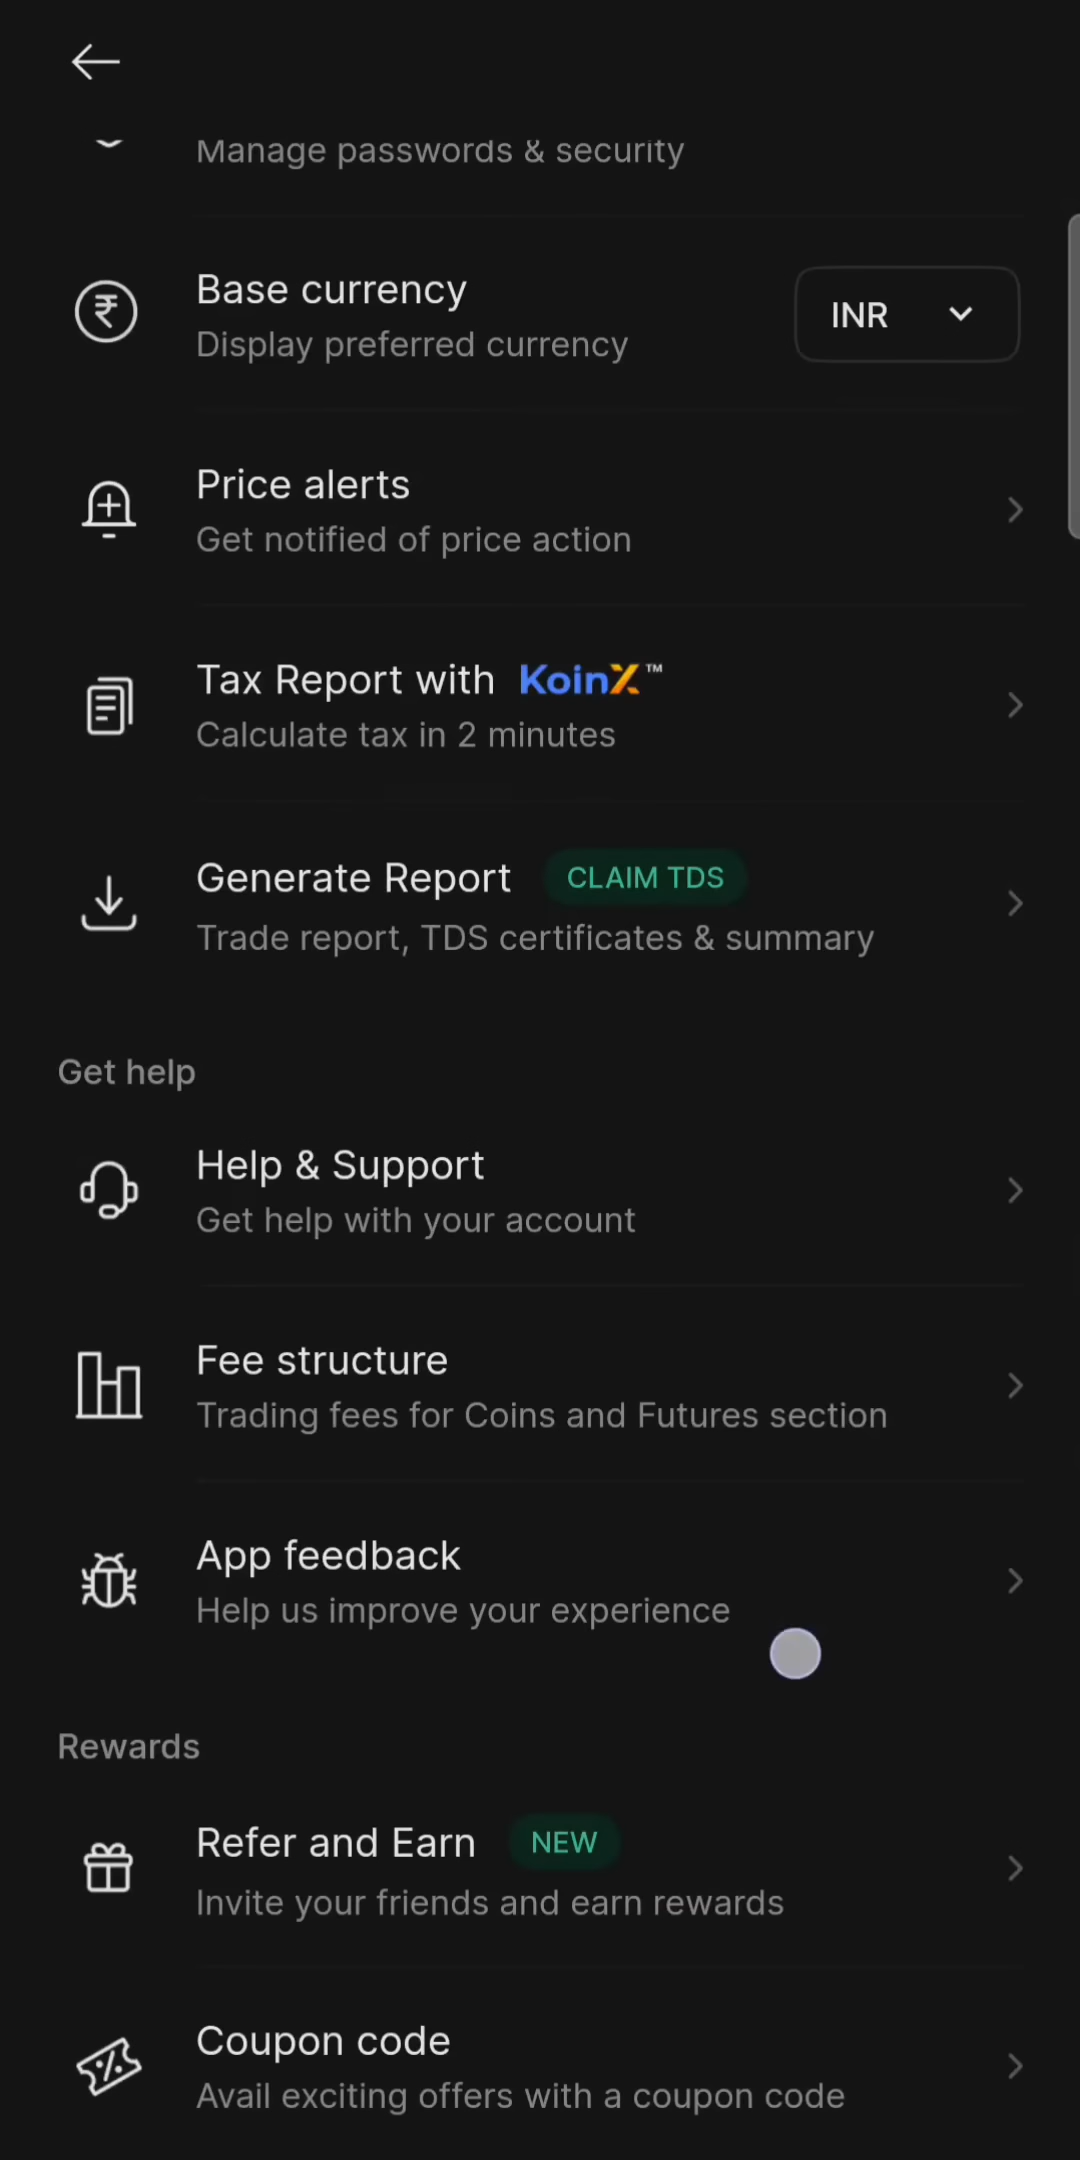 Manage passwords & security
Base currency
INR
Display preferred currency
Price alerts
Get notified of price action
Tax Report with KoinX™
Calculate tax in 2 minutes
Generate Report CLAIM TDS
Trade report, TDS certificates & summary
Get help
Help & Support
Get help with your account
Fee structure
Trading fees for Coins and Futures section
App feedback
Help us improve your experience
Rewards
Refer and Earn NEW
Invite your friends and earn rewards
Coupon code
Avail exciting offers with a coupon code